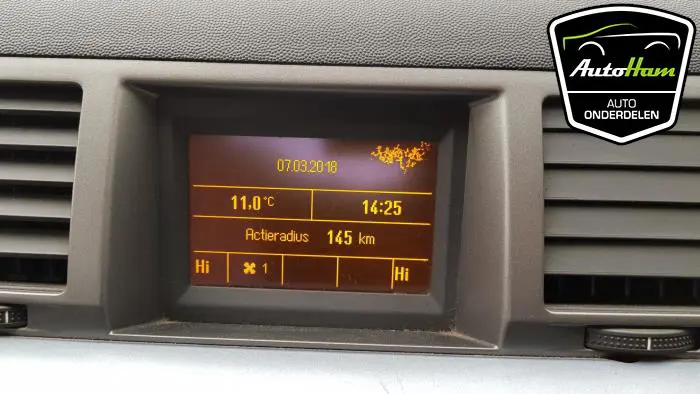 AutoHam
AUTO
ONDERDELEN
07.03.2018
11,0 °C 14:25
Actieradius 145 km
Hi 1 Hi